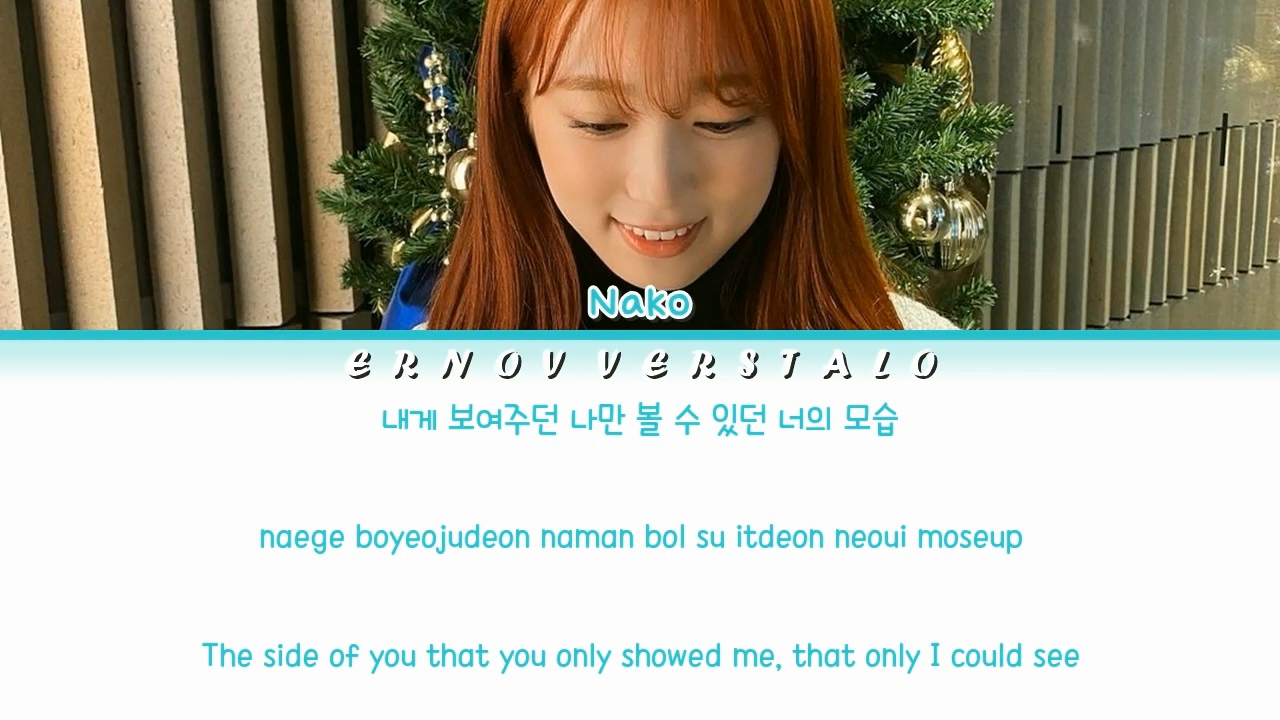 Nako
ERNOV VERSTALO
내게 보여주던 나만 볼 수 있던 너의 모습
naege boyeojudeon naman bol su itdeon neoui moseup
The side of you that you only showed me, that only I could see